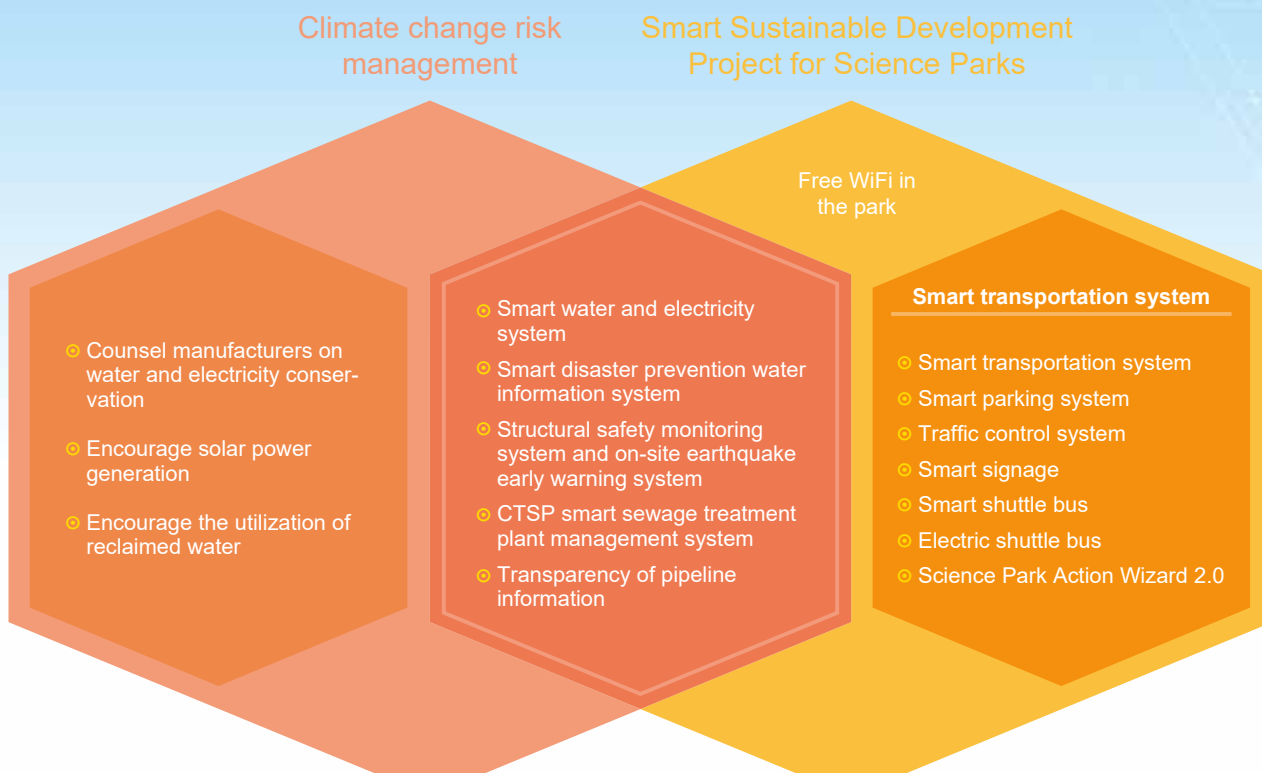 Climate change risk
management
Smart Sustainable Development
Project for Science Parks
Free WiFi in
the park
Counsel manufacturers on
water and electricity conser-
vation
Encourage solar power
generation
Encourage the utilization of
reclaimed water
Smart water and electricity
system
Smart disaster prevention water
information system
Structural safety monitoring
system and on-site earthquake
early warning system
CTSP smart sewage treatment
plant management system
Transparency of pipeline
information
Smart transportation system
Smart transportation system
Smart parking system
Traffic control system
Smart signage
Smart shuttle bus
Electric shuttle bus
Science Park Action Wizard 2.0